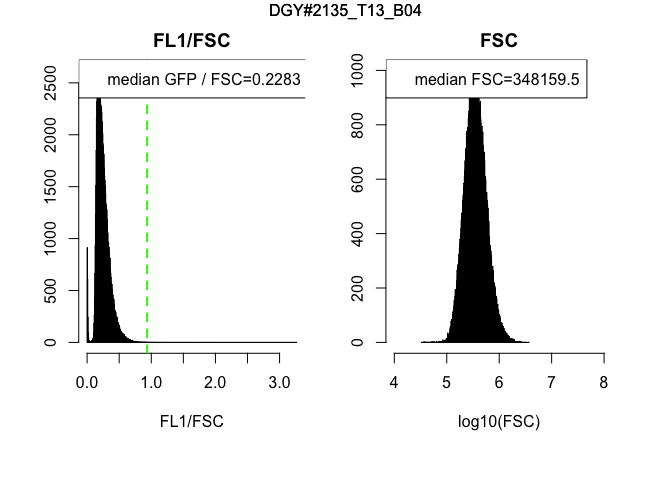 DGY#2135_T13_B04
FL1/FSC
median GFP / FSC=0.2283
2500
2000
1500
1000
500
0
0.0 1.0 2.0 3.0
FL1/FSC
FSC
median FSC=348159.5
1000
800
600
400
200
0
4 5 6 7 8
log10(FSC)